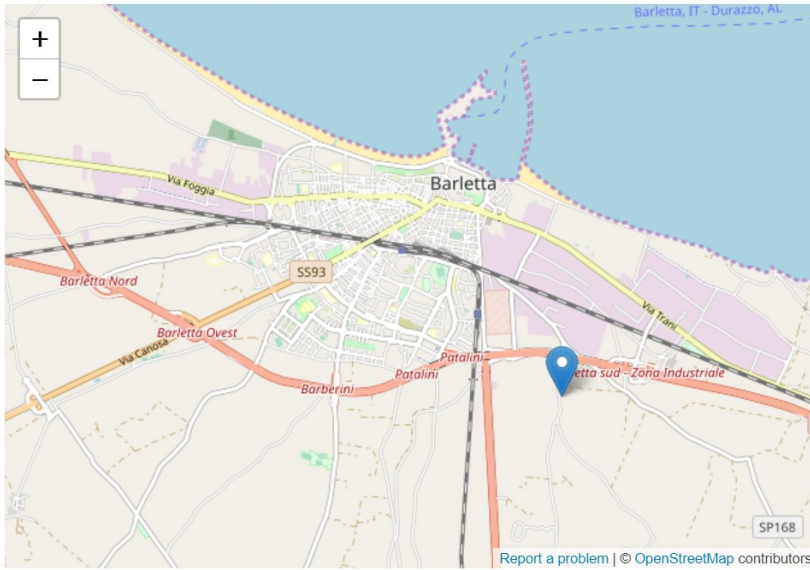 Barletta, IT - Durazzo, AL
+
−
Via Foggia
Barletta
SS93
Barletta Nord
Via Trani
Barletta Ovest
Via Canosa
Patalini
Patalini
etta sud - Zona Industriale
Barberini
SP168
Report a problem | © OpenStreetMap contributors